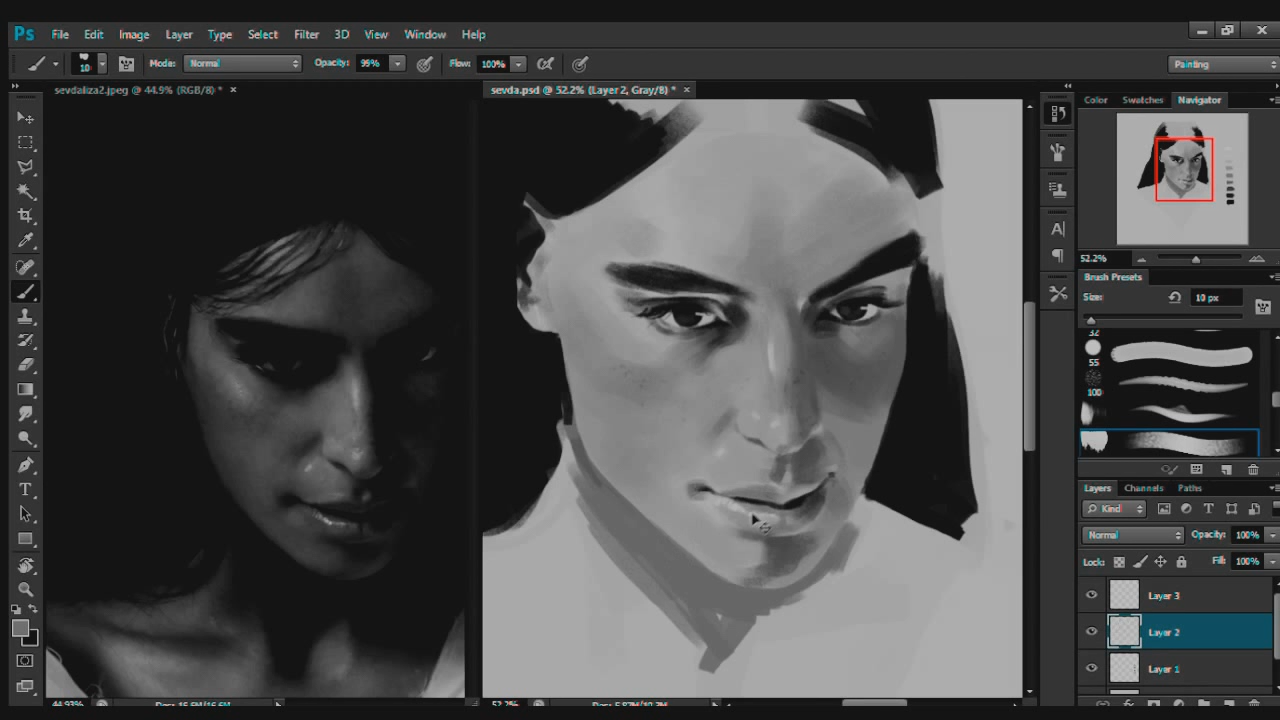 Ps File Edit Image Layer Type Select Filter 3D View Window Help
10 Mode: Normal Opacity: 99% Flow: 100% Painting
sevdaliza2.jpeg @ 44.9% (RGB/8) * ×
sevda.psd @ 52.2% (Layer 2, Gray/8) * ×
Color Swatches Navigator
52.2%
Brush Presets
Size: 10 px
32
55
100
Layers Channels Paths
Kind
Normal Opacity: 100%
Lock: Fill: 100%
Layer 3
Layer 2
Layer 1
44.93%
52.2%